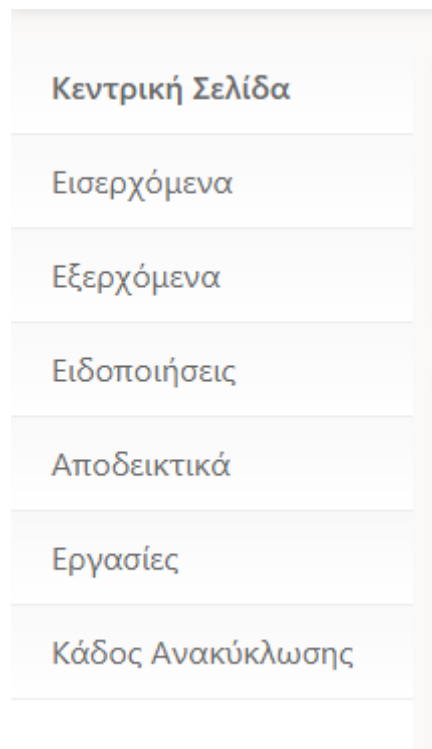 Κεντρική Σελίδα
Εισερχόμενα
Εξερχόμενα
Ειδοποιήσεις
Αποδεικτικά
Εργασίες
Κάδος Ανακύκλωσης